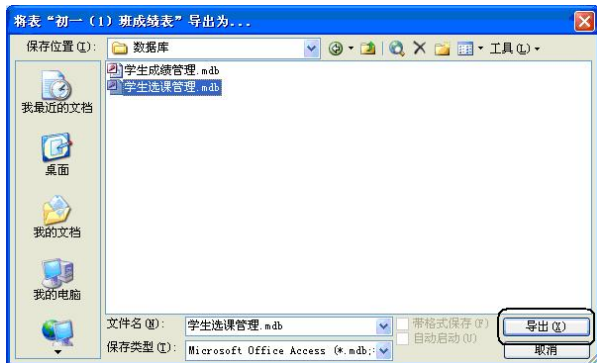 将表“初一（1）班成绩表”导出为...
保存位置(I):
数据库
工具(L)
学生成绩管理.mdb
学生选课管理.mdb
我最近的文档
桌面
我的文档
我的电脑
文件名(N):
学生选课管理.mdb
保存类型(T):
Microsoft Office Access (*.mdb;
带格式保存(F)
自动启动(U)
导出(X)
取消